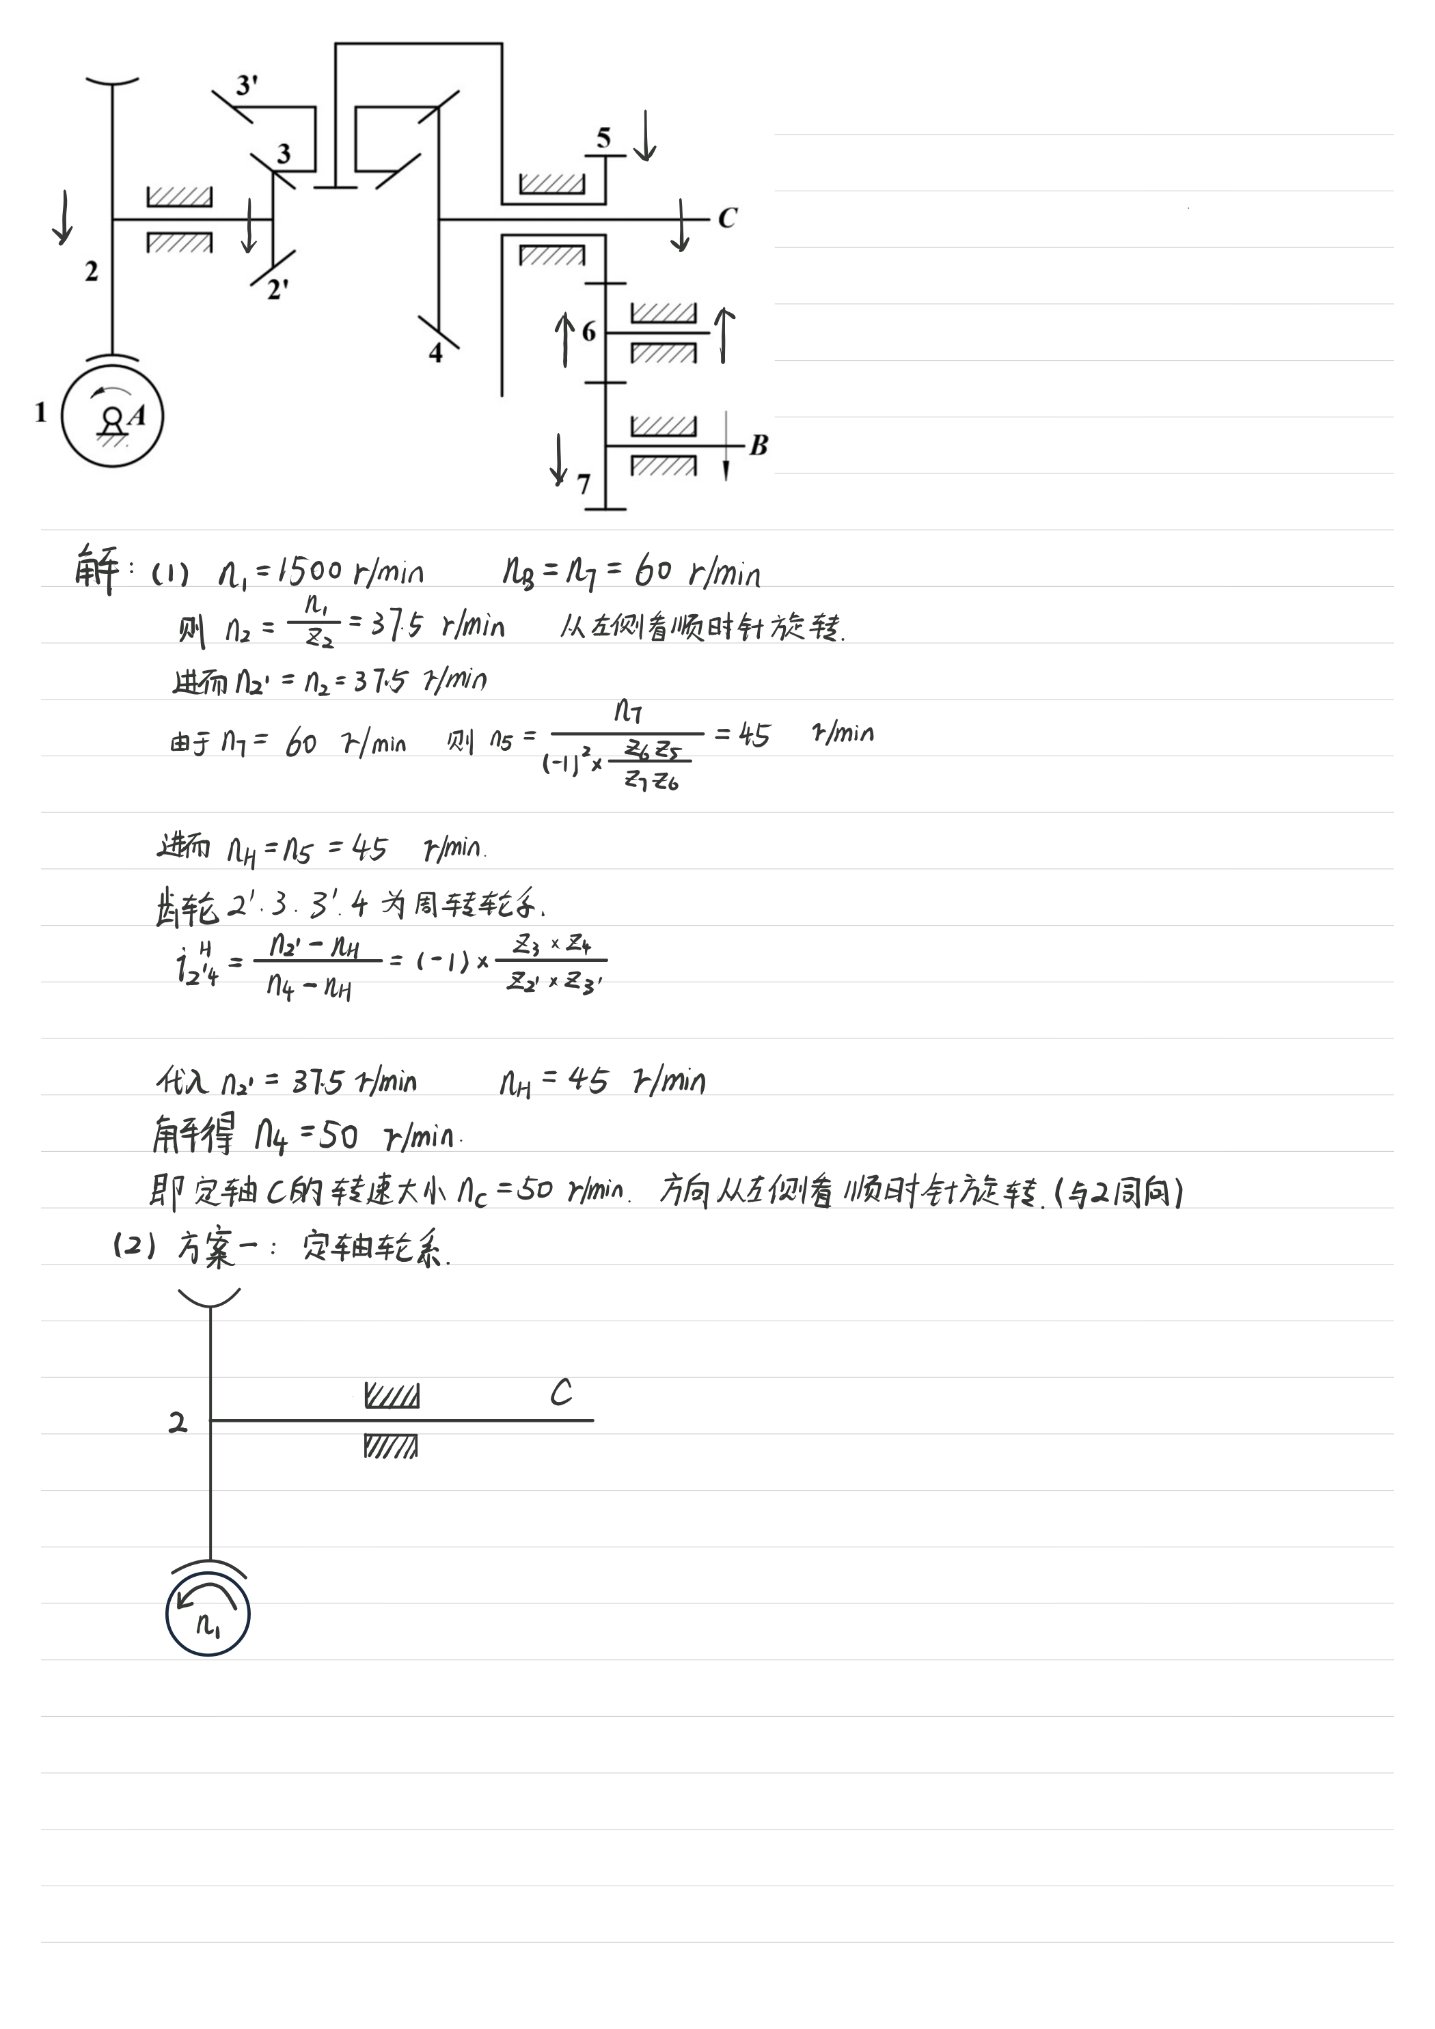 3'
3
5
C
2
2'
6
4
1
A
B
7
解：(1) n₁=1500 r/min n_B=n₇=60 r/min
则 n₂ = n₁/z₂ = 37.5 r/min 从左侧看顺时针旋转.
进而 n₂' = n₂ = 37.5 r/min
由于 n₇ = 60 r/min 则 n₅ = n₇/((-1)²×(z₆z₅)/(z₇z₆)) = 45 r/min
进而 n_H = n₅ = 45 r/min.
齿轮 2'.3.3'.4 为周转轮系.
i^H_2'4 = (n₂' - n_H)/(n₄ - n_H) = (-1)×(z₃×z₄)/(z₂'×z₃')
代入 n₂' = 37.5 r/min n_H = 45 r/min
解得 n₄ = 50 r/min.
即定轴C的转速大小 n_C = 50 r/min. 方向从左侧看顺时针旋转.(与2同向)
(2) 方案一：定轴轮系.
C
2
n₁